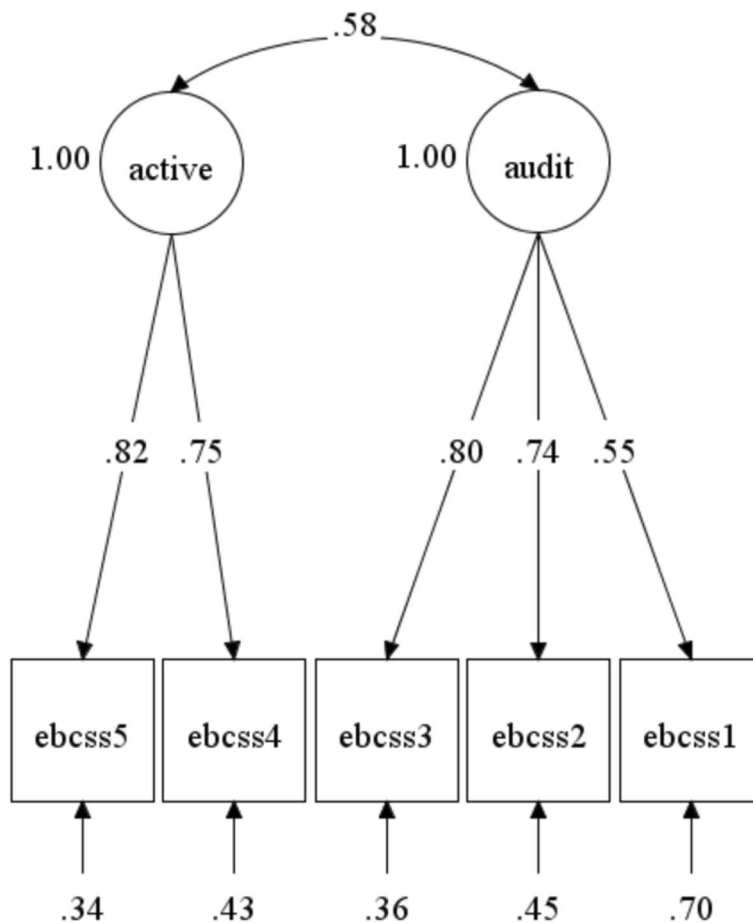 .58
1.00 active 1.00 audit
.82 .75 .80 .74 .55
ebcss5 ebcss4 ebcss3 ebcss2 ebcss1
.34 .43 .36 .45 .70